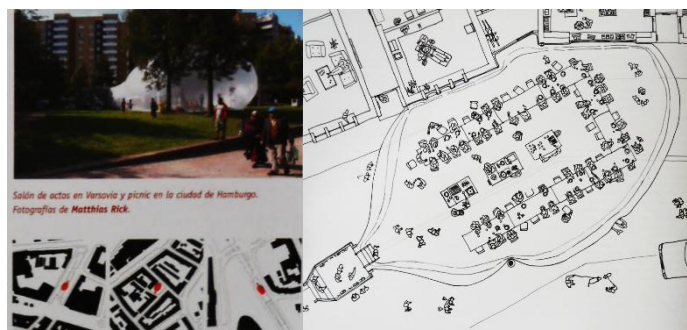 Salón de actos en Varsovia y picnic en la ciudad de Hamburgo.
Fotografías de Matthias Rick.